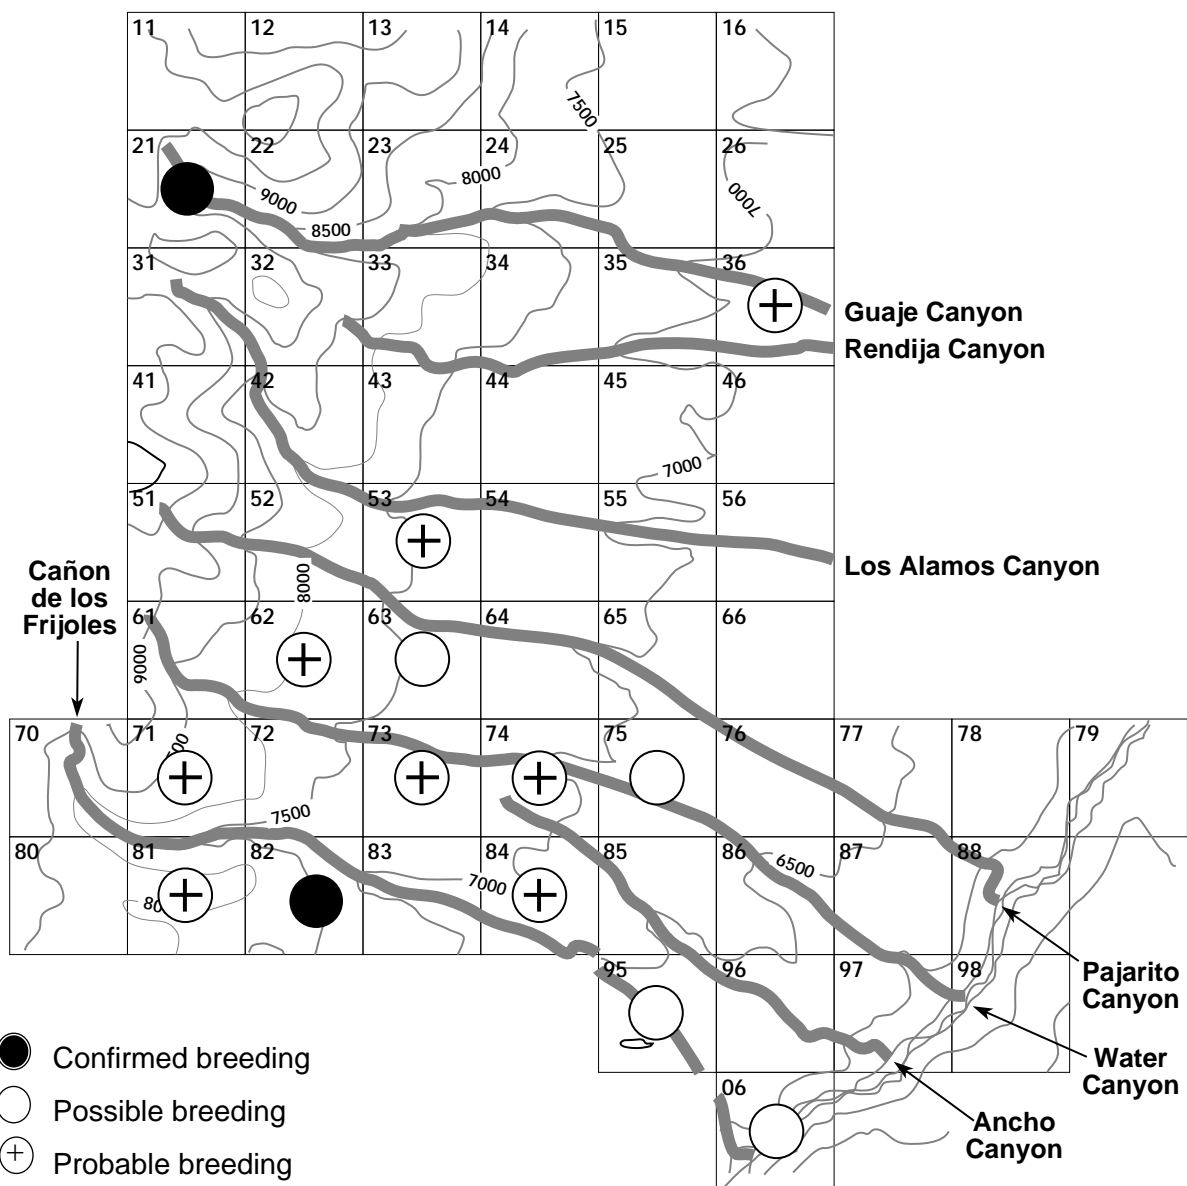 11 12 13 14 15 16
7500
21 22 23 24 25 26
8000
9000
7000
8500
31 32 33 34 35 36
Guaje Canyon
Rendija Canyon
41 42 43 44 45 46
7000
51 52 53 54 55 56
Los Alamos Canyon
Cañon
de los
Frijoles
8000
61 62 63 64 65 66
9000
70 71 72 73 74 75 76 77 78 79
7500
80 81 82 83 84 85 86 87 88
6500
7000
95 96 97 98
Pajarito
Canyon
Water
Canyon
06
Ancho
Canyon
Confirmed breeding
Possible breeding
Probable breeding